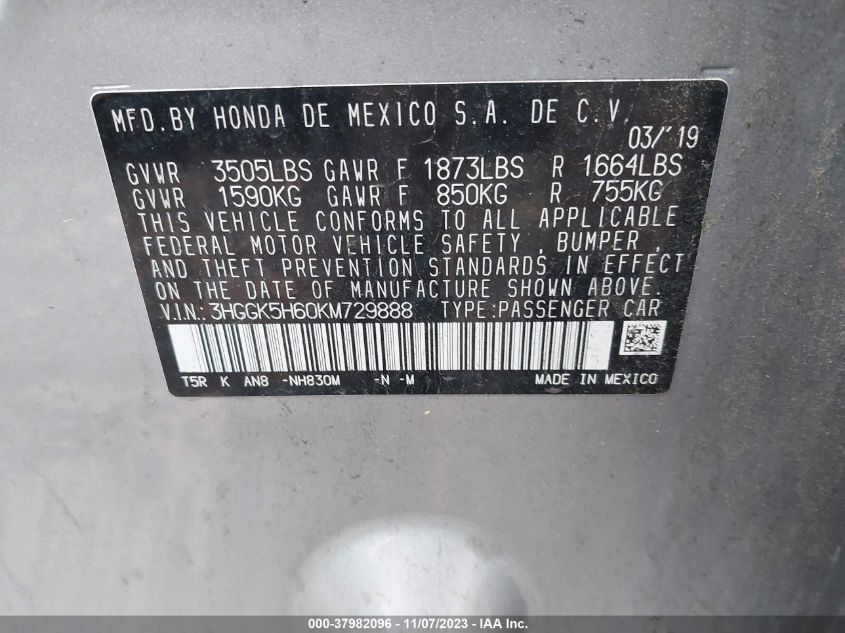 MFD.BY HONDA DE MEXICO S.A. DE C.V.
03/'19
GVWR 3505LBS GAWR F 1873LBS R 1664LBS
GVWR 1590KG GAWR F 850KG R 755KG
THIS VEHICLE CONFORMS TO ALL APPLICABLE
FEDERAL MOTOR VEHICLE SAFETY , BUMPER ,
AND THEFT PREVENTION STANDARDS IN EFFECT
ON THE DATE OF MANUFACTURE SHOWN ABOVE.
V.I.N.: 3HGGK5H60KM729888 TYPE:PASSENGER CAR
T5R K AN8 -NH830M -N -M MADE IN MEXICO
000-37982096 - 11/07/2023 - IAA Inc.